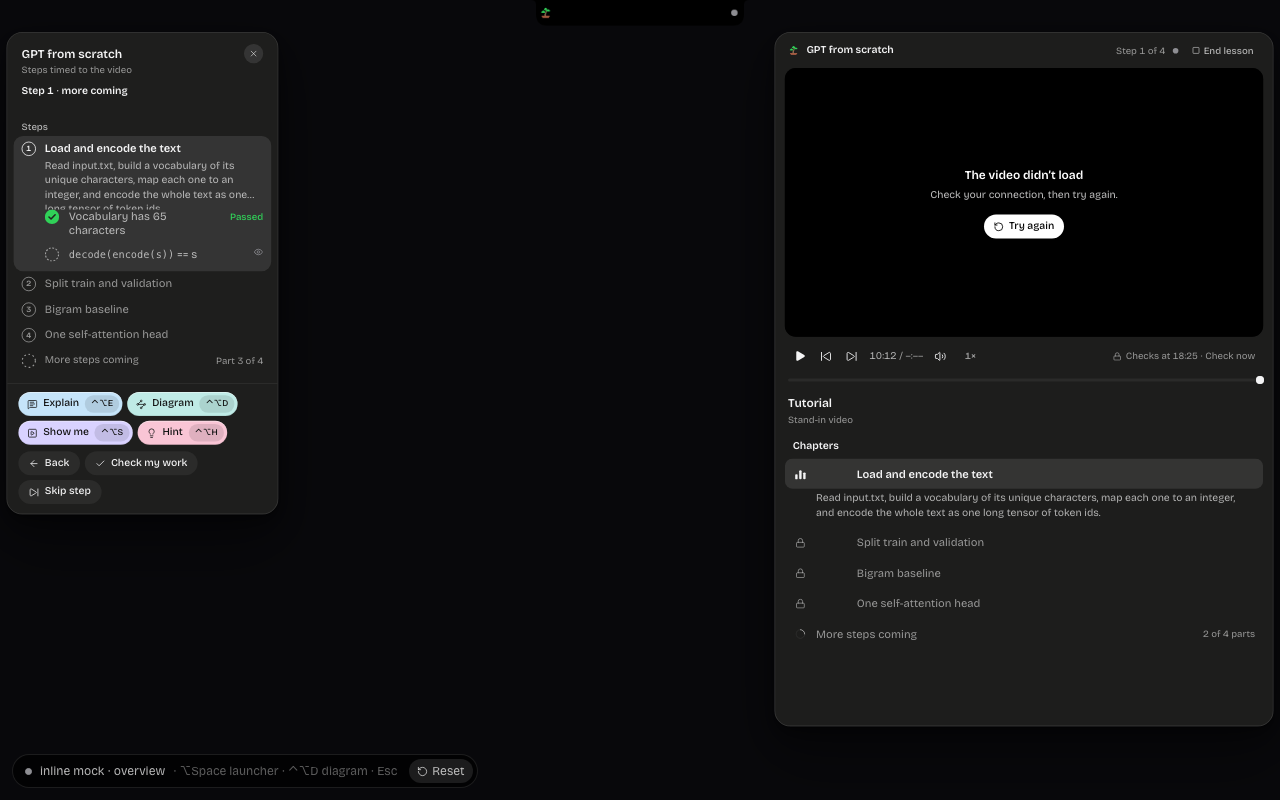 GPT from scratch
Steps timed to the video
Step 1 · more coming
Steps
1 Load and encode the text
Read input.txt, build a vocabulary of its
unique characters, map each one to an
integer, and encode the whole text as one…
long tensor of token ids.
Vocabulary has 65 Passed
characters
decode(encode(s)) == s
2 Split train and validation
3 Bigram baseline
4 One self-attention head
More steps coming Part 3 of 4
Explain ⌃⌥E Diagram ⌃⌥D
Show me ⌃⌥S Hint ⌃⌥H
Back Check my work
Skip step
GPT from scratch Step 1 of 4 End lesson
The video didn’t load
Check your connection, then try again.
Try again
10:12 / –:–– 1× Checks at 18:25 · Check now
Tutorial
Stand-in video
Chapters
Load and encode the text
Read input.txt, build a vocabulary of its unique characters, map each one to an integer,
and encode the whole text as one long tensor of token ids.
Split train and validation
Bigram baseline
One self-attention head
More steps coming 2 of 4 parts
Inline mock · overview · ⌥Space launcher · ⌃⌥D diagram · Esc Reset